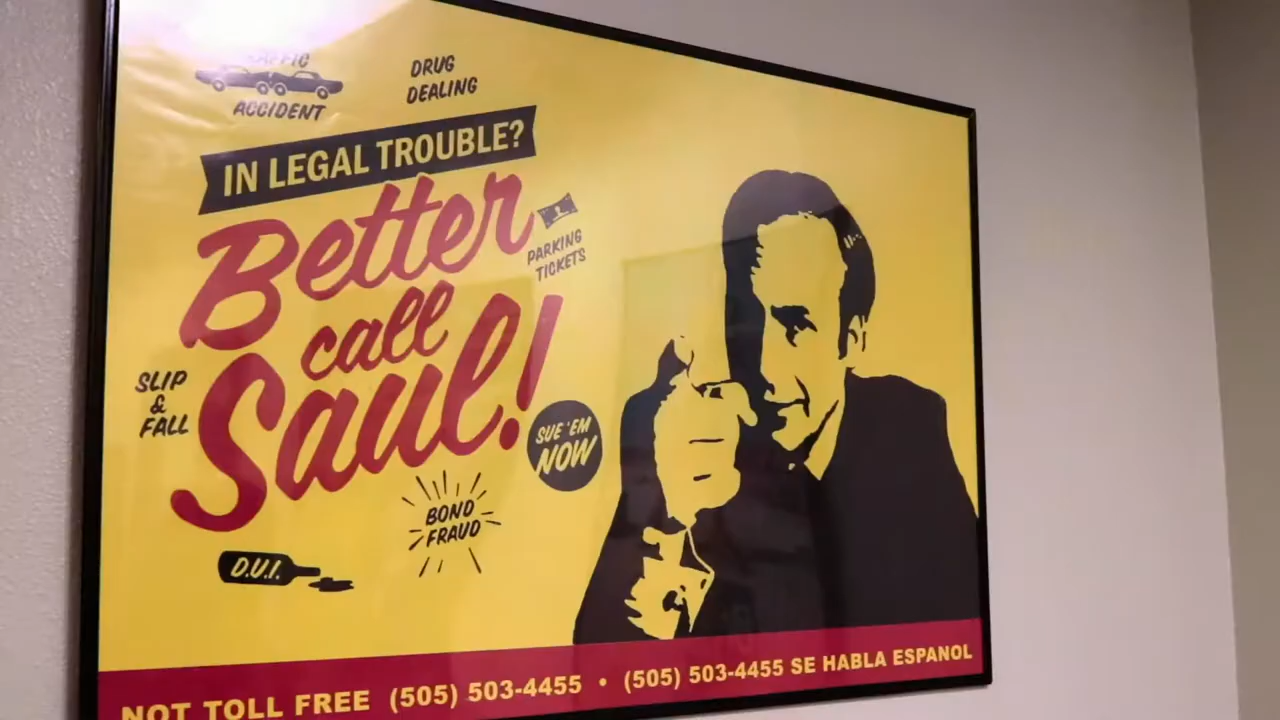 TRAFFIC
ACCIDENT
DRUG
DEALING
IN LEGAL TROUBLE?
Better
call
Saul!
PARKING
TICKETS
SLIP
&
FALL
SUE 'EM
NOW
BOND
FRAUD
D.U.I.
NOT TOLL FREE (505) 503-4455 • (505) 503-4455 SE HABLA ESPANOL